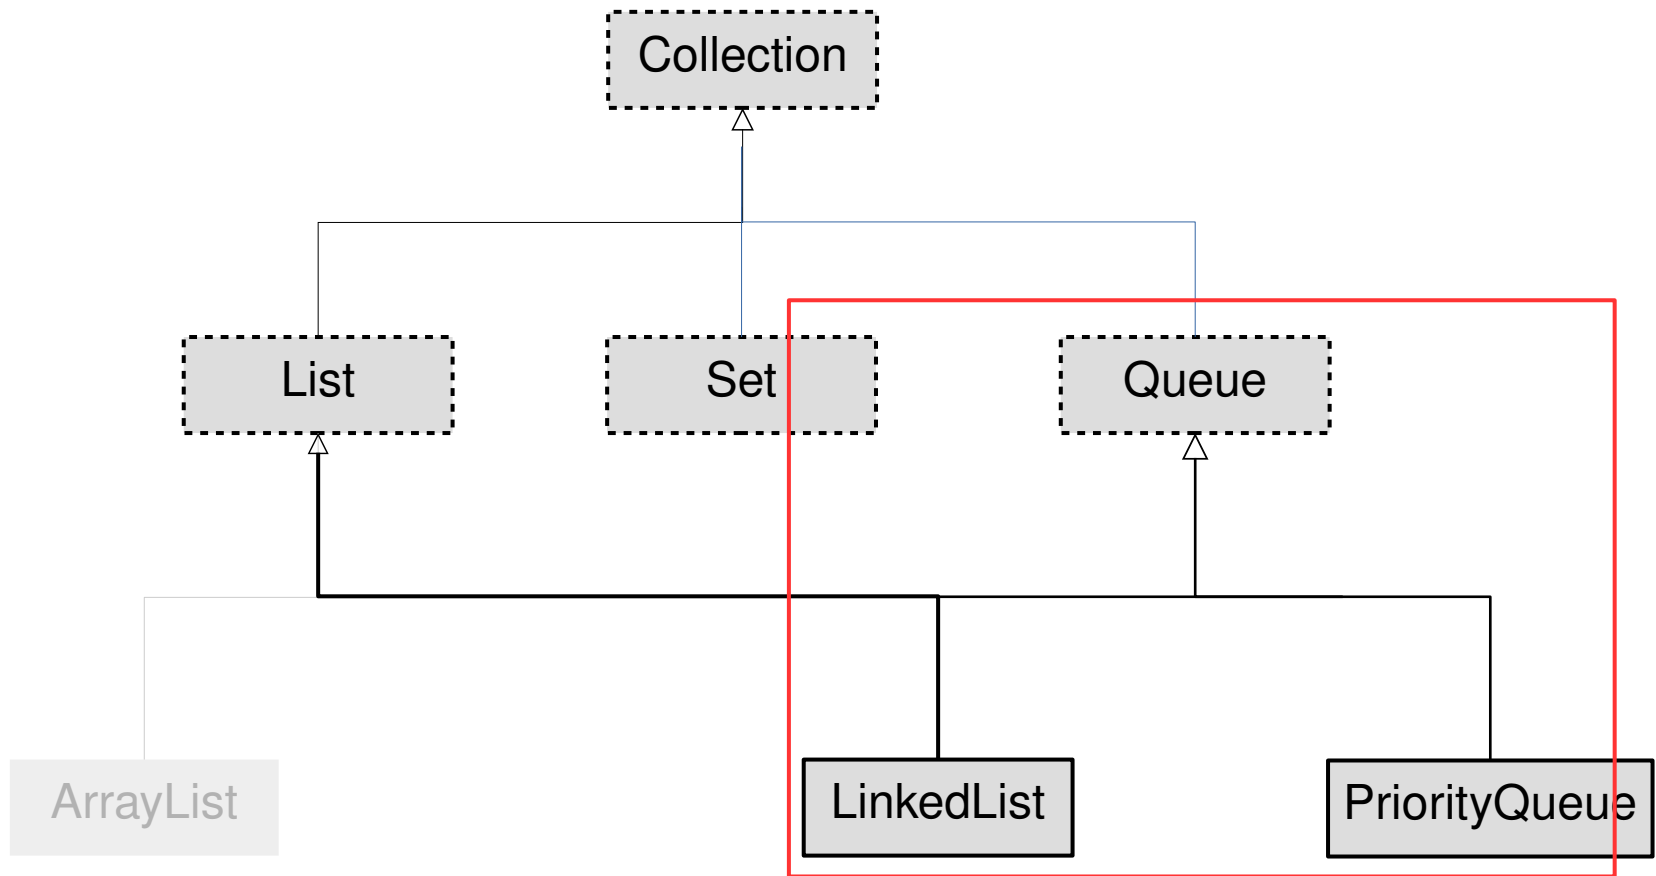 Collection
List
Set
Queue
ArrayList
LinkedList
PriorityQueue